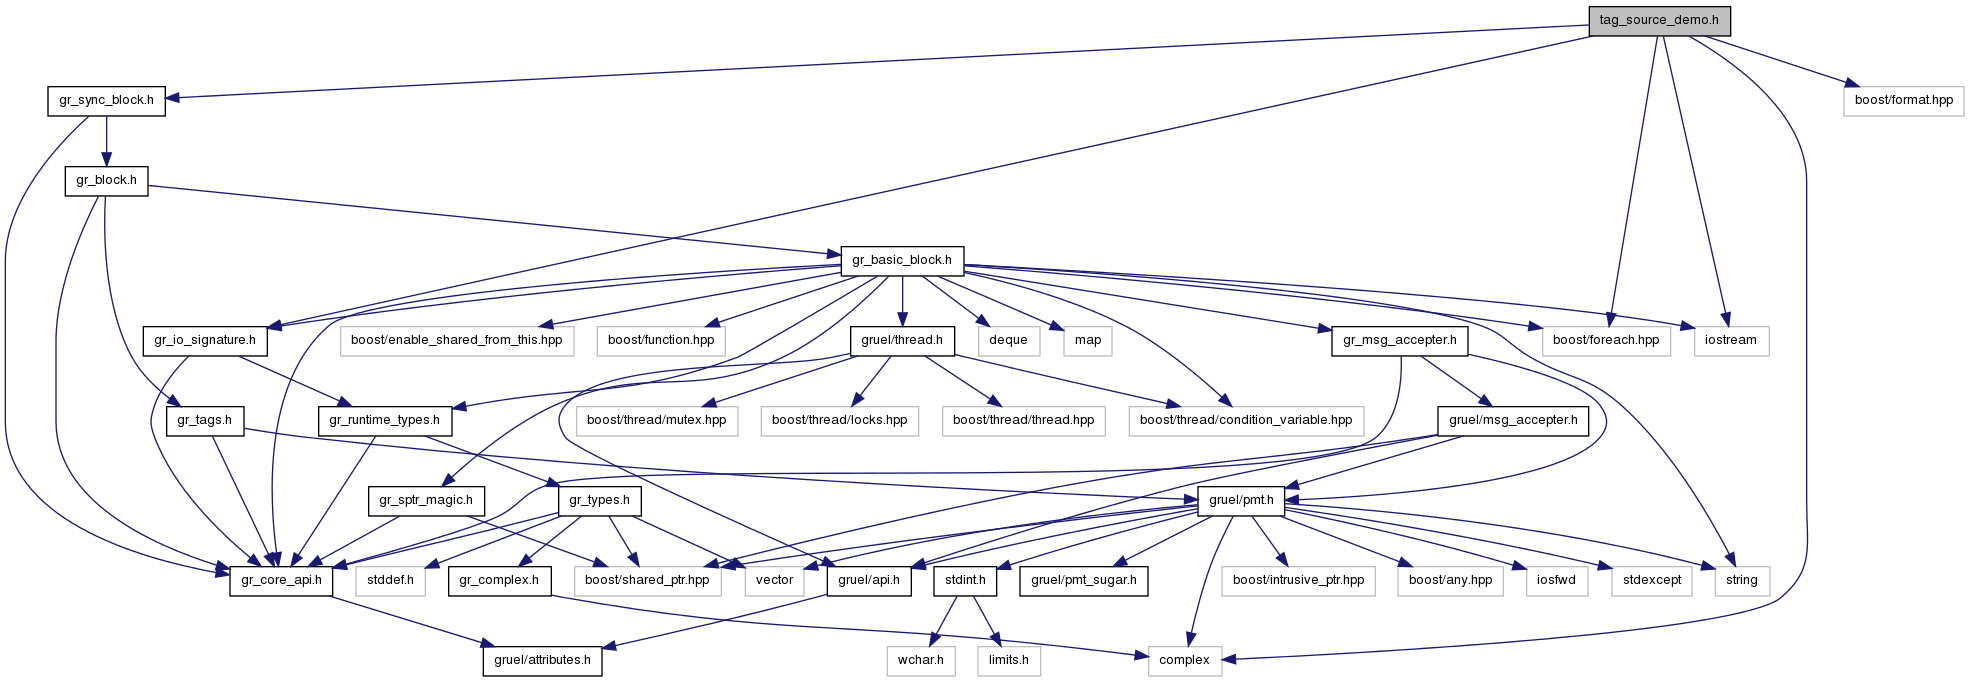 tag_source_demo.h
gr_sync_block.h
boost/format.hpp
gr_block.h
gr_basic_block.h
gr_io_signature.h
boost/enable_shared_from_this.hpp
boost/function.hpp
gruel/thread.h
deque
map
gr_msg_accepter.h
boost/foreach.hpp
iostream
gr_tags.h
gr_runtime_types.h
boost/thread/mutex.hpp
boost/thread/locks.hpp
boost/thread/thread.hpp
boost/thread/condition_variable.hpp
gruel/msg_accepter.h
gr_sptr_magic.h
gr_types.h
gruel/pmt.h
gr_core_api.h
stddef.h
gr_complex.h
boost/shared_ptr.hpp
vector
gruel/api.h
stdint.h
gruel/pmt_sugar.h
boost/intrusive_ptr.hpp
boost/any.hpp
iosfwd
stdexcept
string
gruel/attributes.h
wchar.h
limits.h
complex